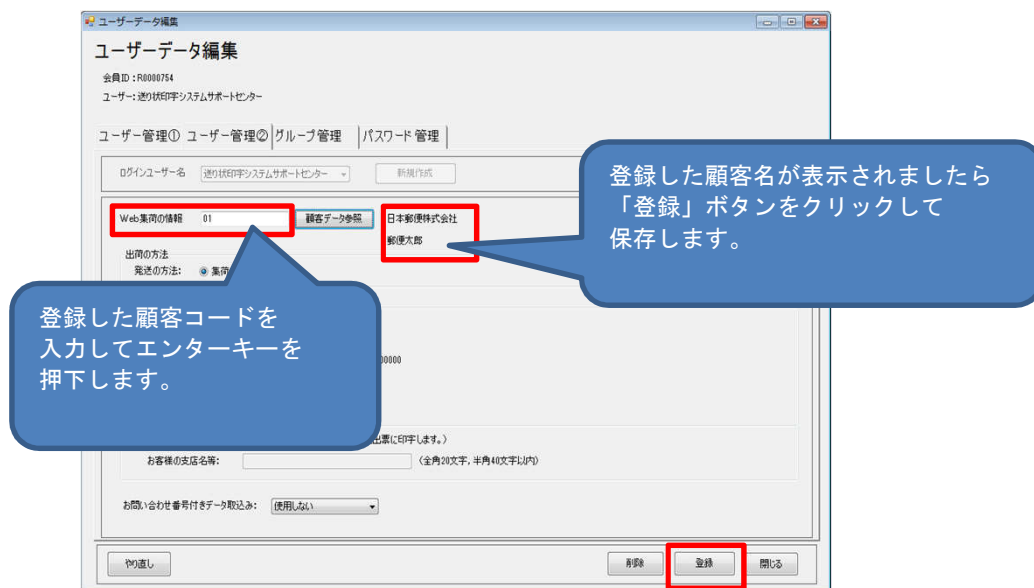 ユーザーデータ編集
ユーザーデータ編集
会員ID:R0000754
ユーザー:送り状印字システムサポートセンター
ユーザー管理① ユーザー管理② グループ管理 パスワード管理
ログインユーザー名 送り状印字システムサポートセンター 新規作成
Web集荷の情報 01 顧客データ参照 日本郵便株式会社
郵便太郎
出荷の方法
発送の方法: 集荷
登録した顧客名が表示されましたら
「登録」ボタンをクリックして
保存します。
登録した顧客コードを
入力してエンターキーを
押下します。
00000
出票に印字します。)
お客様の支店名等: (全角20文字,半角40文字以内)
お問い合わせ番号付きデータ取込み: 使用しない
やり直し 削除 登録 閉じる